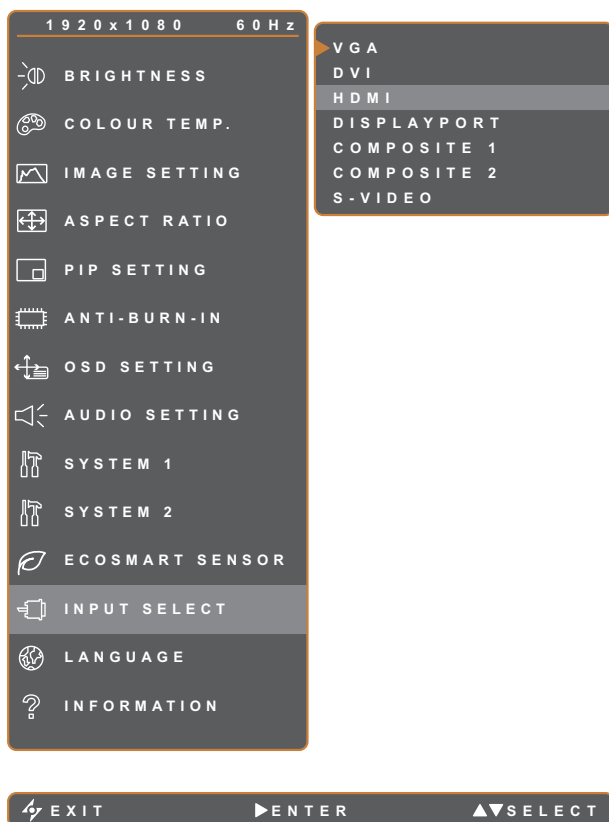 1920x1080 60Hz
BRIGHTNESS
COLOUR TEMP.
IMAGE SETTING
ASPECT RATIO
PIP SETTING
ANTI-BURN-IN
OSD SETTING
AUDIO SETTING
SYSTEM 1
SYSTEM 2
ECOSMART SENSOR
INPUT SELECT
LANGUAGE
INFORMATION
VGA
DVI
HDMI
DISPLAYPORT
COMPOSITE 1
COMPOSITE 2
S-VIDEO
EXIT ▶ENTER ▲▼SELECT